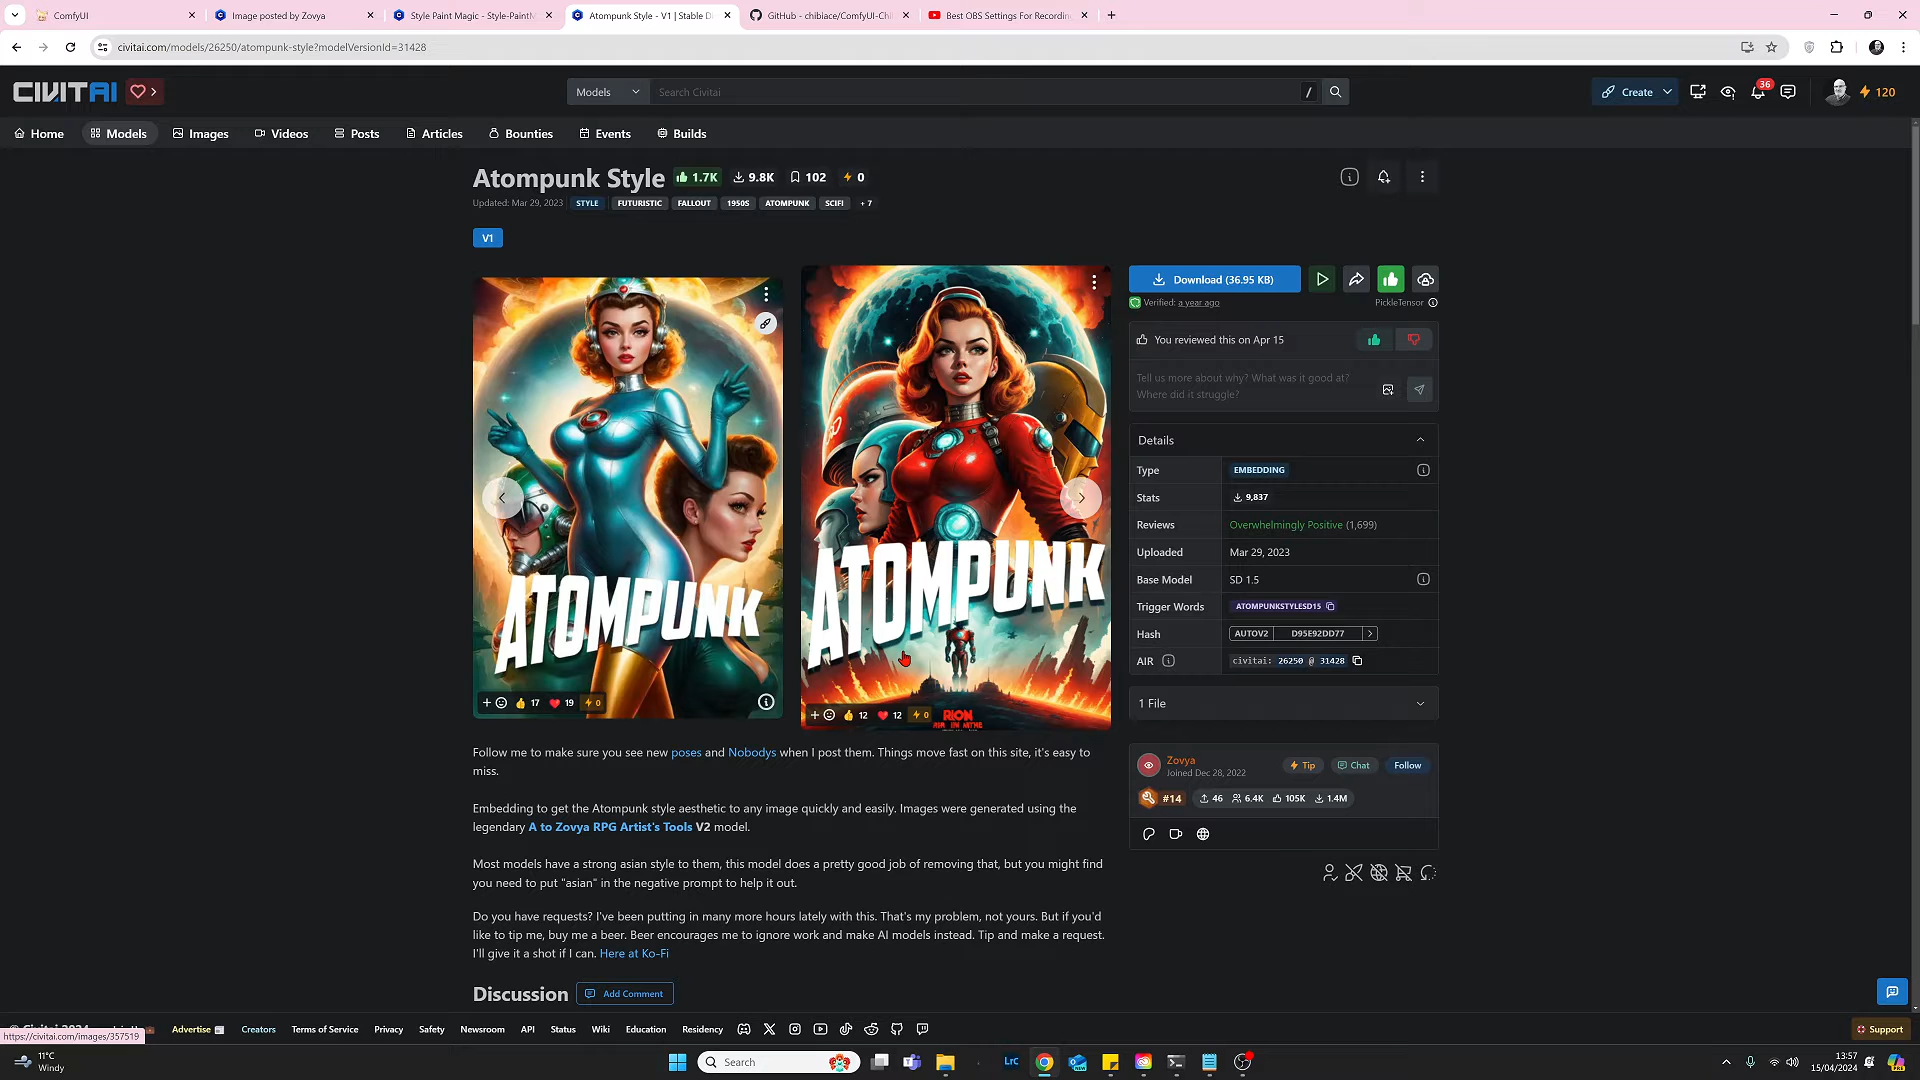 ComfyUI
Image posted by Zovya
Style Paint Magic - Style-PaintM
Atompunk Style - V1 | Stable Di
GitHub - chibiace/ComfyUI-Chi
Best OBS Settings For Recordin
civitai.com/models/26250/atompunk-style?modelVersionId=31428
CIVITAI
Models
Search Civitai
/
Create
36
120
Home
Models
Images
Videos
Posts
Articles
Bounties
Events
Builds
Atompunk Style
1.7K
9.8K
102
0
Updated: Mar 29, 2023
STYLE
FUTURISTIC
FALLOUT
1950S
ATOMPUNK
SCIFI
+ 7
V1
ATOMPUNK
17
19
0
ATOMPUNK
RION
12
12
0
Download (36.95 KB)
Verified: a year ago
PickleTensor
You reviewed this on Apr 15
Tell us more about why? What was it good at?
Where did it struggle?
Details
Type
EMBEDDING
Stats
9,837
Reviews
Overwhelmingly Positive (1,699)
Uploaded
Mar 29, 2023
Base Model
SD 1.5
Trigger Words
ATOMPUNKSTYLESD15
Hash
AUTOV2
D95E92DD77
AIR
civitai: 26250 @ 31428
1 File
Zovya
Joined Dec 28, 2022
Tip
Chat
Follow
#14
46
6.4K
105K
1.4M
Follow me to make sure you see new poses and Nobodys when I post them. Things move fast on this site, it's easy to
miss.
Embedding to get the Atompunk style aesthetic to any image quickly and easily. Images were generated using the
legendary A to Zovya RPG Artist's Tools V2 model.
Most models have a strong asian style to them, this model does a pretty good job of removing that, but you might find
you need to put "asian" in the negative prompt to help it out.
Do you have requests? I've been putting in many more hours lately with this. That's my problem, not yours. But if you'd
like to tip me, buy me a beer. Beer encourages me to ignore work and make AI models instead. Tip and make a request.
I'll give it a shot if I can. Here at Ko-Fi
Discussion
Add Comment
Advertise
Creators
Terms of Service
Privacy
Safety
Newsroom
API
Status
Wiki
Education
Residency
Support
https://civitai.com/images/357519
11°C
Windy
Search
LrC
13:57
15/04/2024